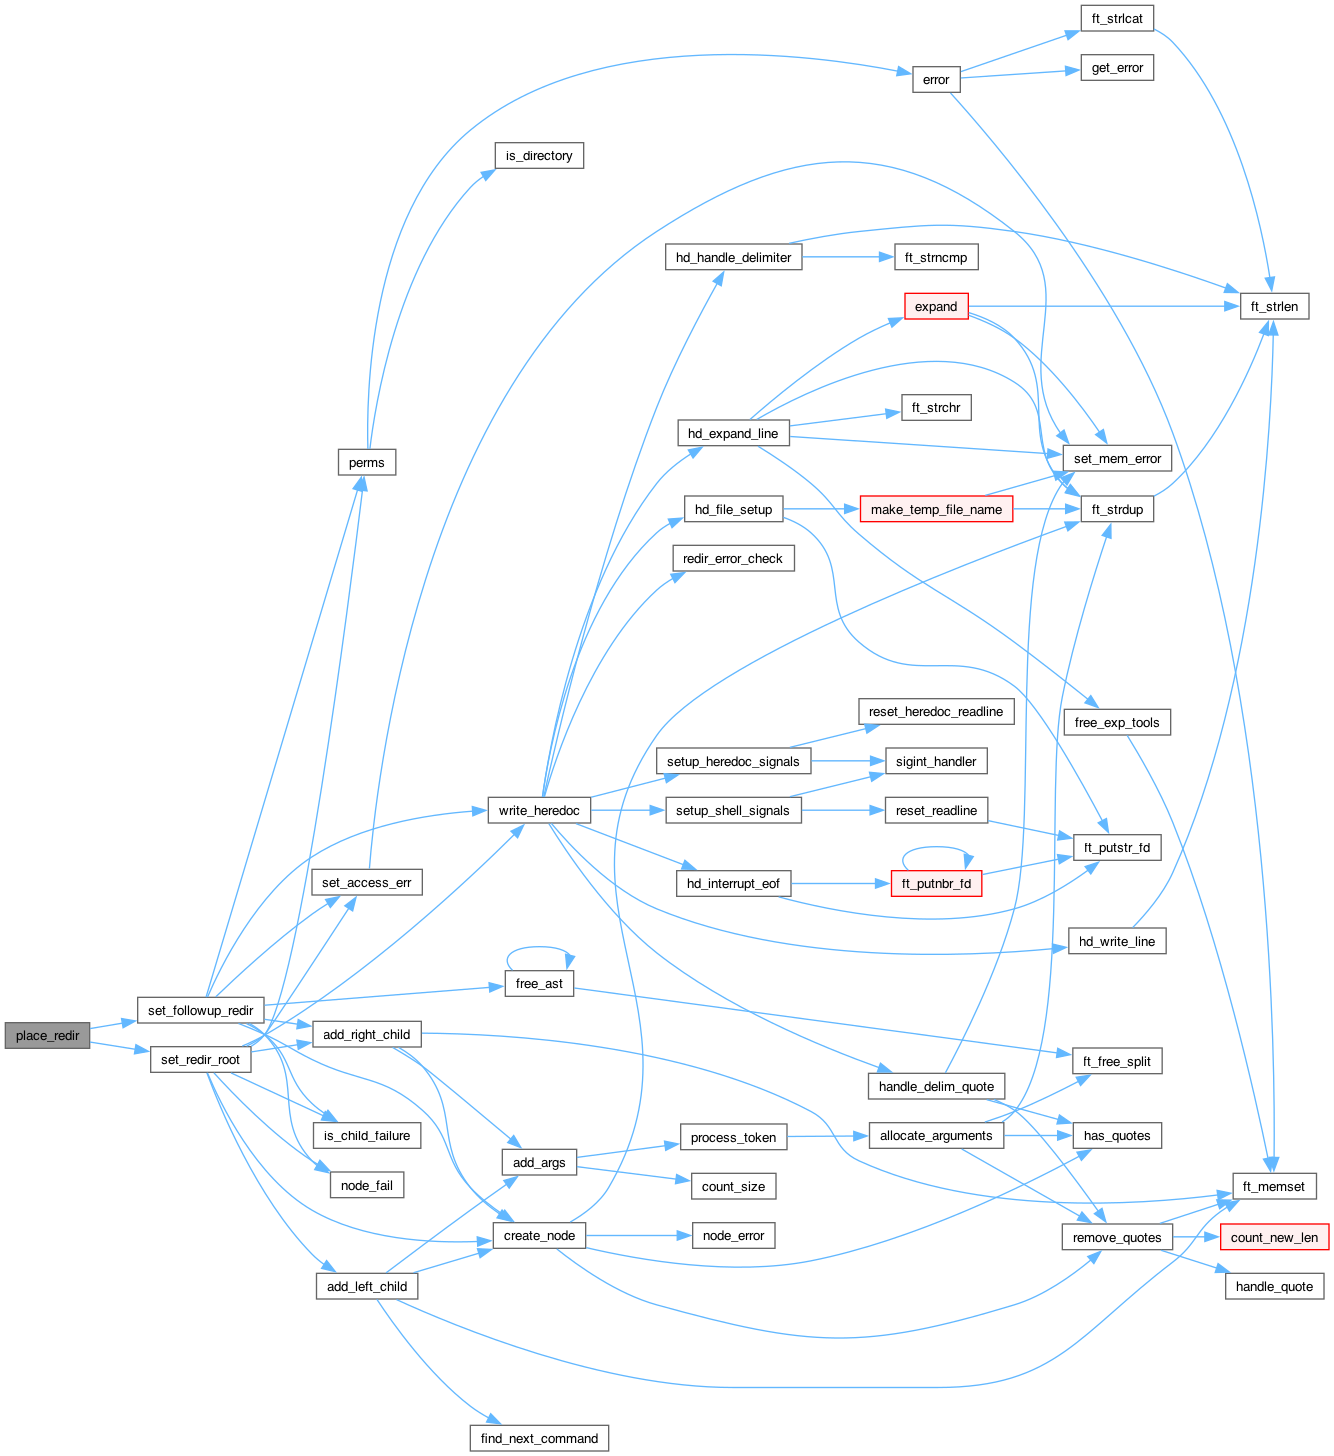 ft_strlcat
get_error
error
is_directory
hd_handle_delimiter
ft_strncmp
expand
ft_strlen
ft_strchr
hd_expand_line
set_mem_error
perms
hd_file_setup
make_temp_file_name
ft_strdup
redir_error_check
reset_heredoc_readline
free_exp_tools
setup_heredoc_signals
sigint_handler
write_heredoc
setup_shell_signals
reset_readline
ft_putstr_fd
set_access_err
hd_interrupt_eof
ft_putnbr_fd
hd_write_line
free_ast
set_followup_redir
place_redir
add_right_child
set_redir_root
ft_free_split
handle_delim_quote
is_child_failure
process_token
allocate_arguments
has_quotes
add_args
node_fail
count_size
ft_memset
create_node
node_error
remove_quotes
count_new_len
add_left_child
handle_quote
find_next_command